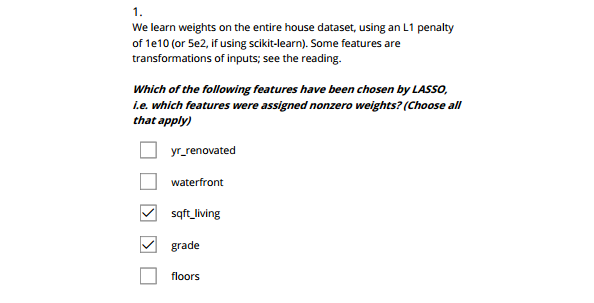 1.
We learn weights on the entire house dataset, using an L1 penalty
of 1e10 (or 5e2, if using scikit-learn). Some features are
transformations of inputs; see the reading.
Which of the following features have been chosen by LASSO,
i.e. which features were assigned nonzero weights? (Choose all
that apply)
yr_renovated
waterfront
sqft_living
grade
floors